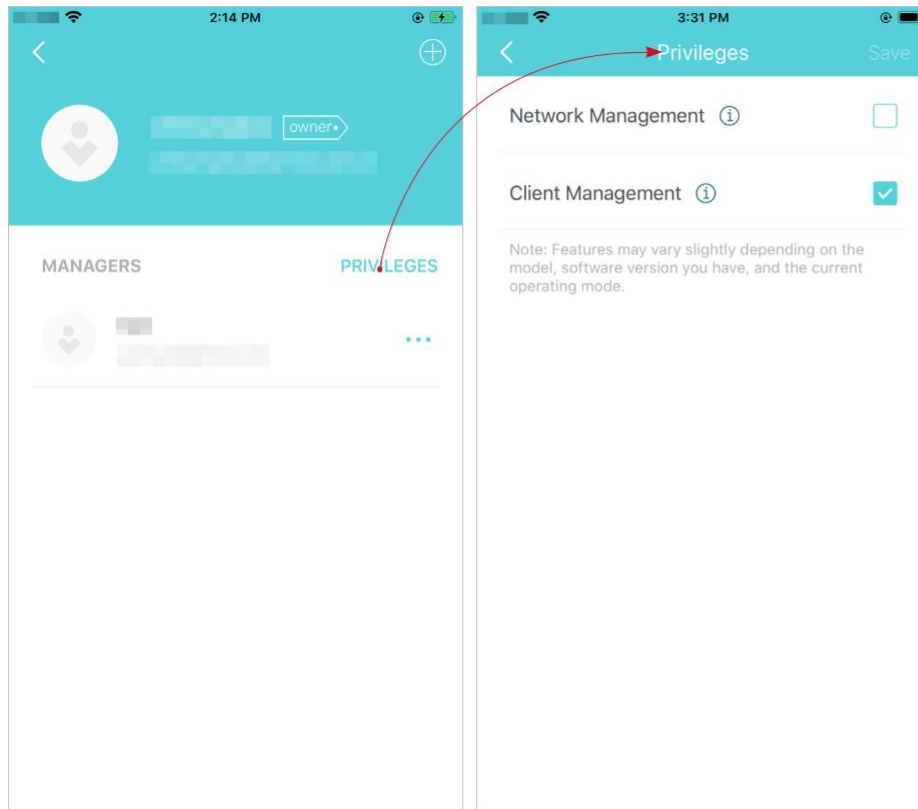 2:14 PM
owner
MANAGERS
PRIVILEGES
3:31 PM
Privileges
Save
Network Management
Client Management
Note: Features may vary slightly depending on the
model, software version you have, and the current
operating mode.